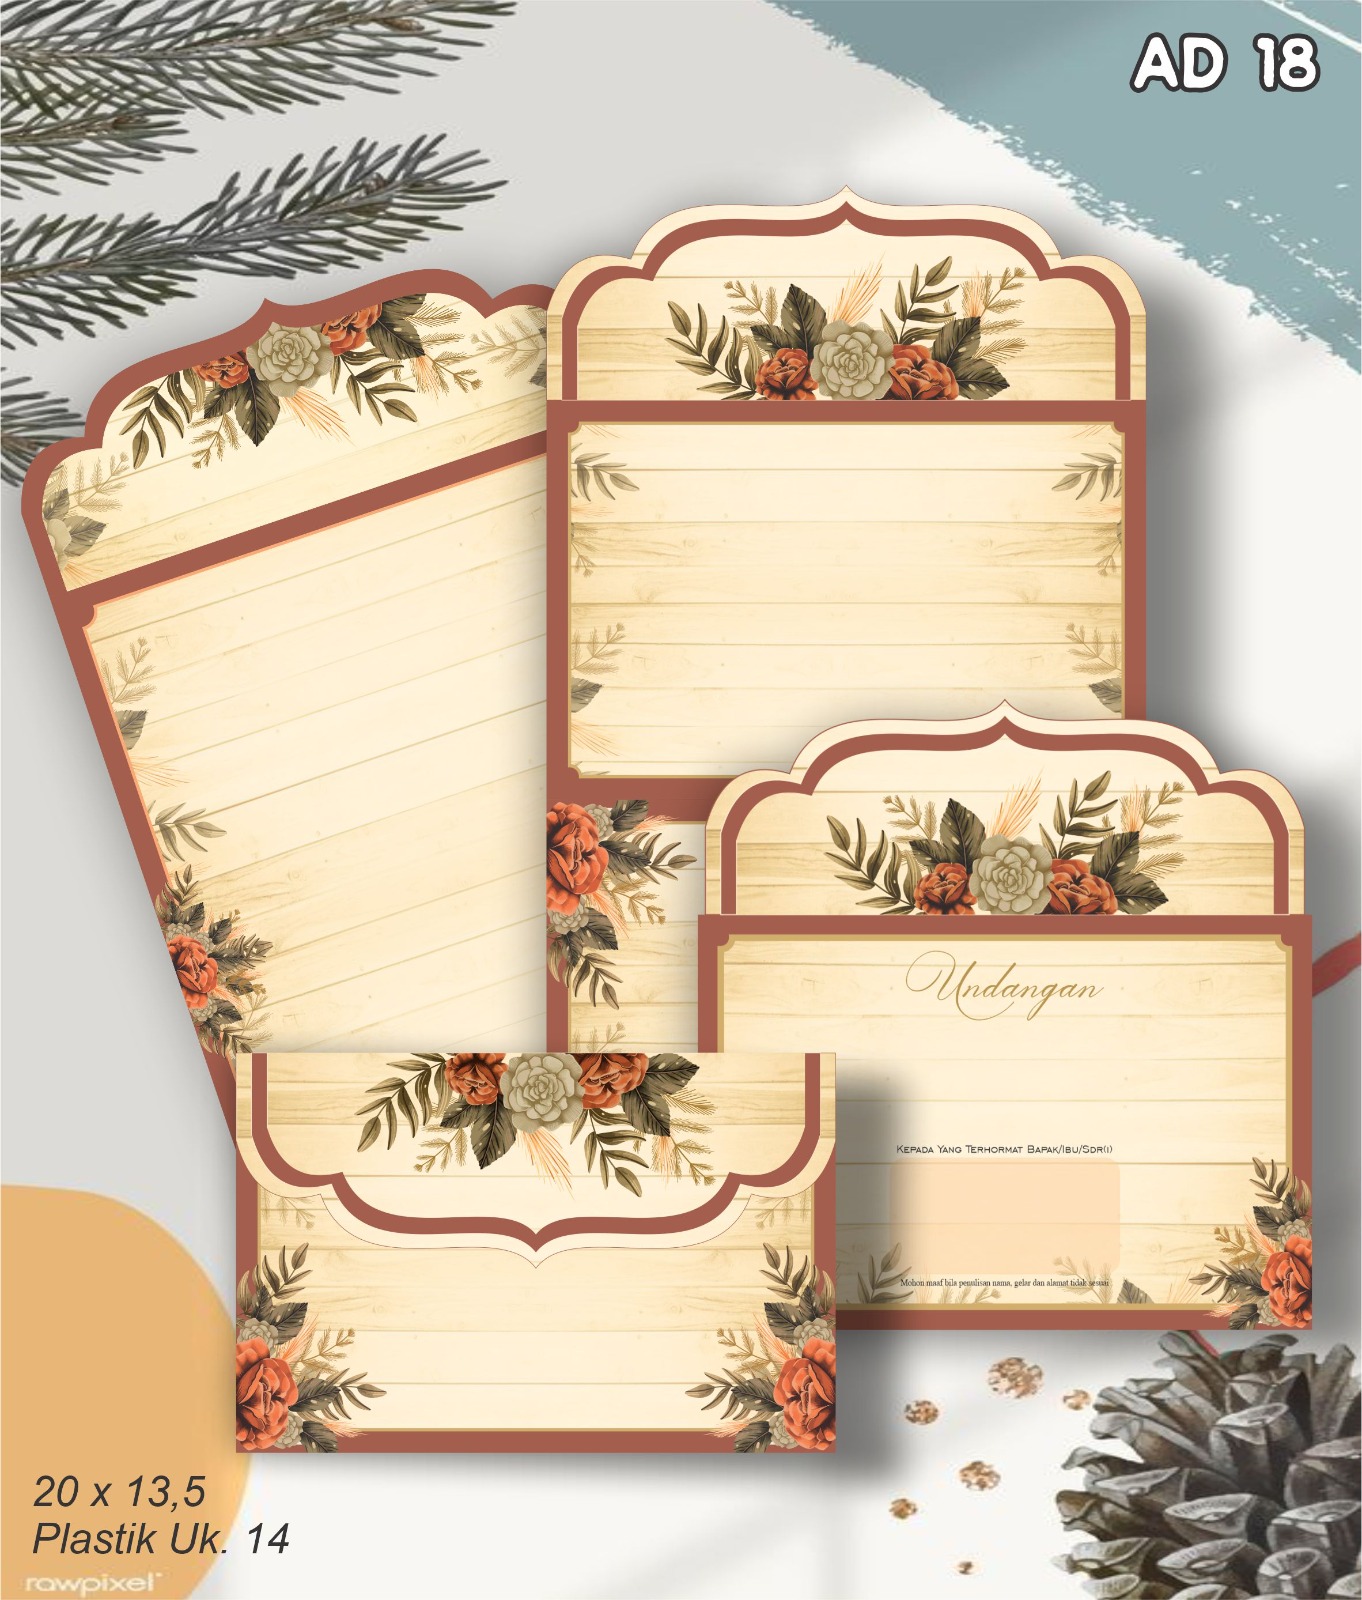 AD 18
Undangan
Kepada Yang Terhormat Bapak/Ibu/Sdr(i)
Mohon maaf bila penulisan nama, gelar dan alamat tidak sesuai
20 x 13,5
Plastik Uk. 14
rawpixel